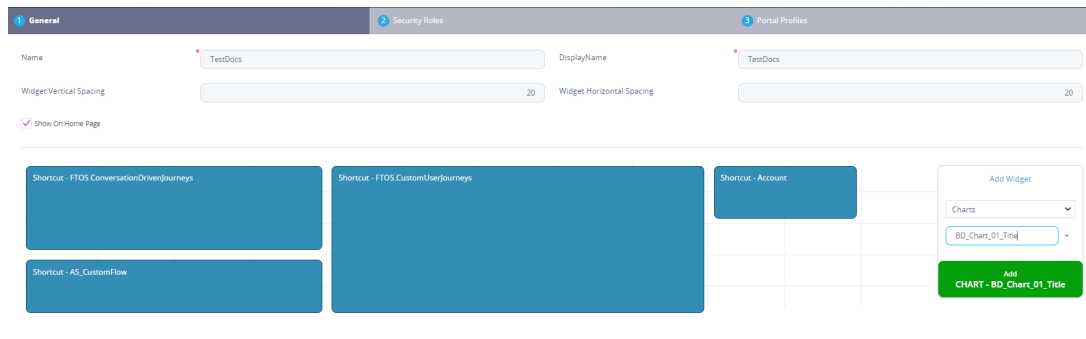 1 General
2 Security Roles
3 Portal Profiles
Name
* TestDocs
DisplayName
* TestDocs
Widget Vertical Spacing
20
Widget Horizontal Spacing
20
Show On Home Page
Shortcut - FTOS.ConversationDrivenJourneys
Shortcut - FTOS.CustomUserJourneys
Shortcut - Account
Add Widget
Charts
BD_Chart_01_Title
Shortcut - AS_CustomFlow
Add
CHART - BD_Chart_01_Title